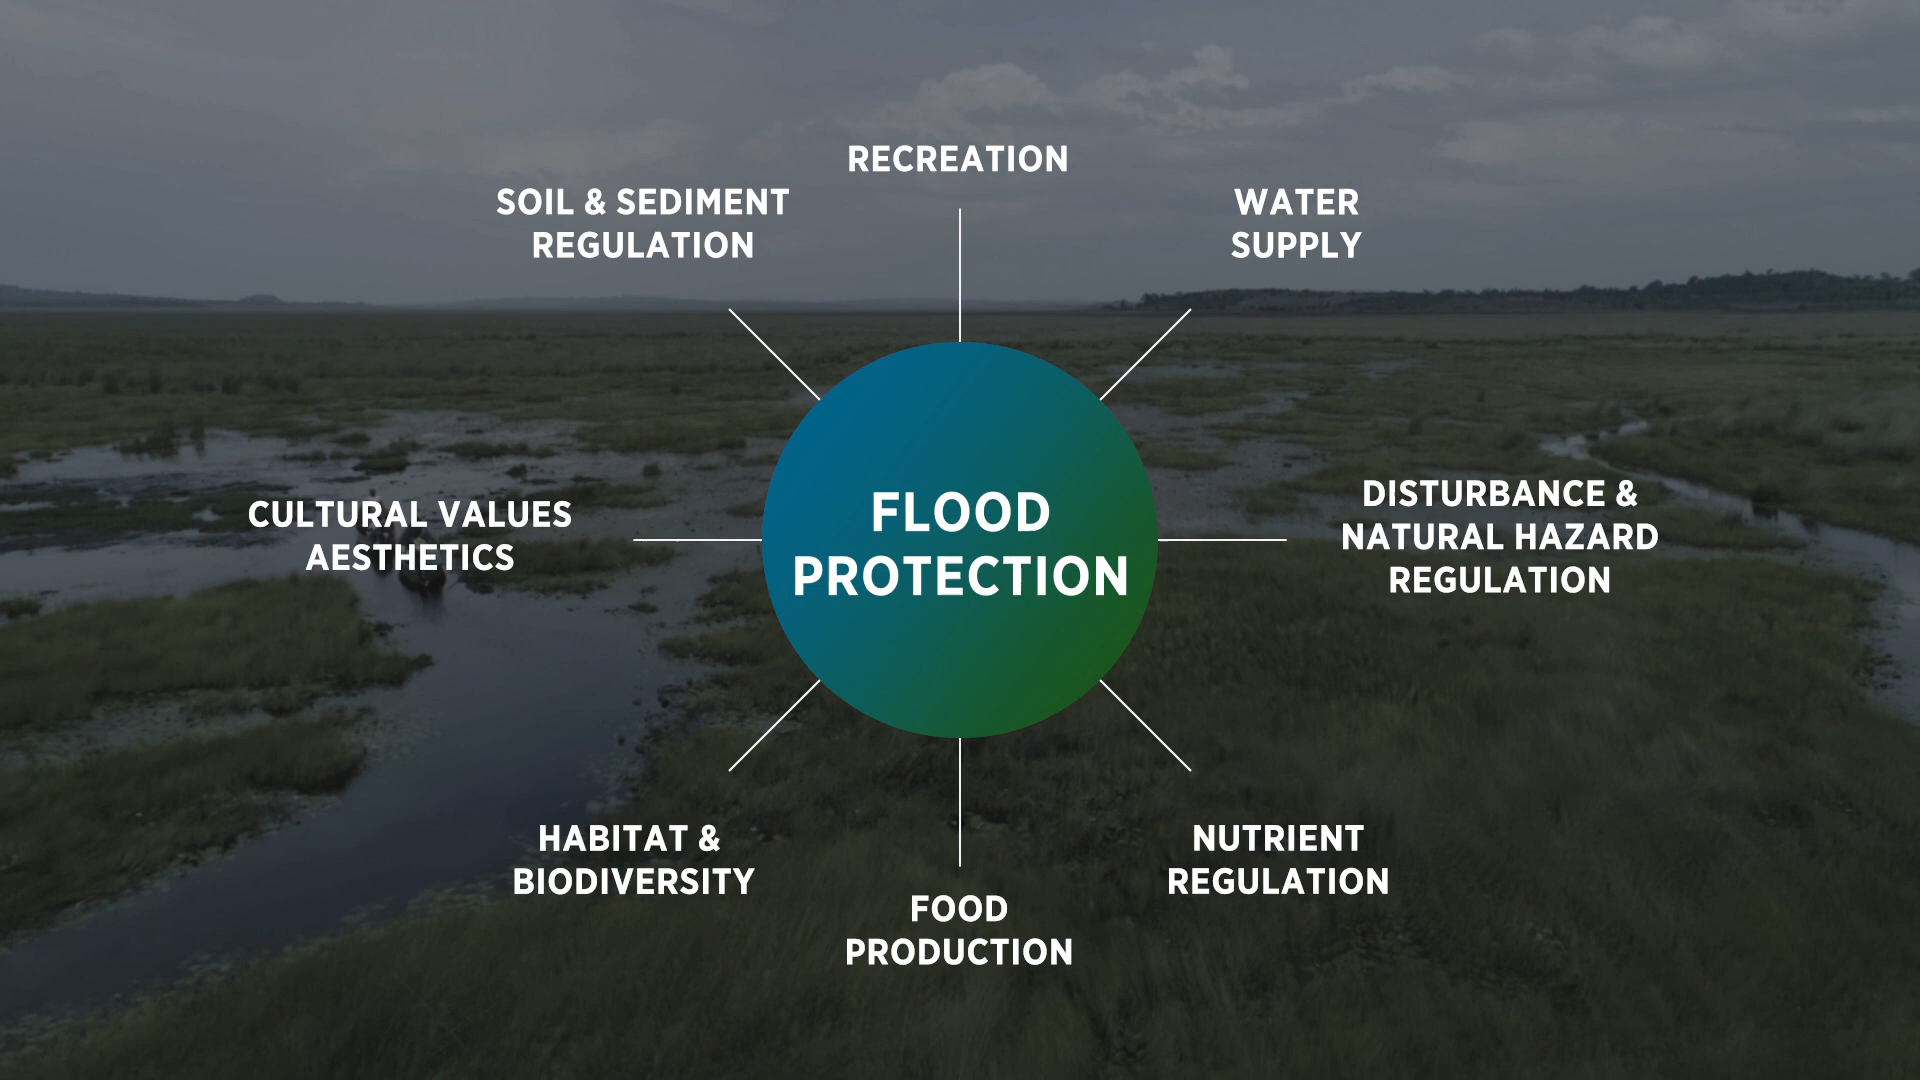 RECREATION
SOIL & SEDIMENT
REGULATION
WATER
SUPPLY
CULTURAL VALUES
AESTHETICS
FLOOD
PROTECTION
DISTURBANCE &
NATURAL HAZARD
REGULATION
HABITAT &
BIODIVERSITY
FOOD
PRODUCTION
NUTRIENT
REGULATION